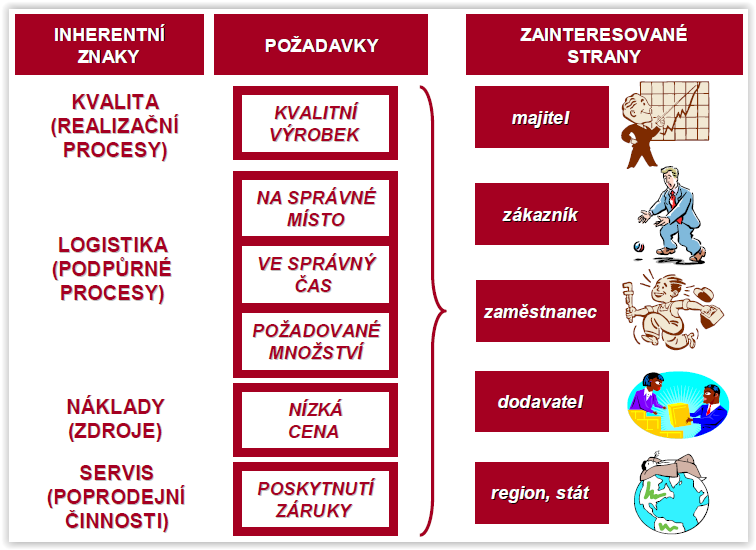 INHERENTNÍ
ZNAKY
POŽADAVKY
ZAINTERESOVANÉ
STRANY
KVALITA
(REALIZAČNÍ
PROCESY)
KVALITNÍ
VÝROBEK
majitel
LOGISTIKA
(PODPŮRNÉ
PROCESY)
NA SPRÁVNÉ
MÍSTO
VE SPRÁVNÝ
ČAS
POŽADOVANÉ
MNOŽSTVÍ
zákazník
zaměstnanec
NÁKLADY
(ZDROJE)
NÍZKÁ
CENA
dodavatel
SERVIS
(POPRODEJNÍ
ČINNOSTI)
POSKYTNUTÍ
ZÁRUKY
region, stát